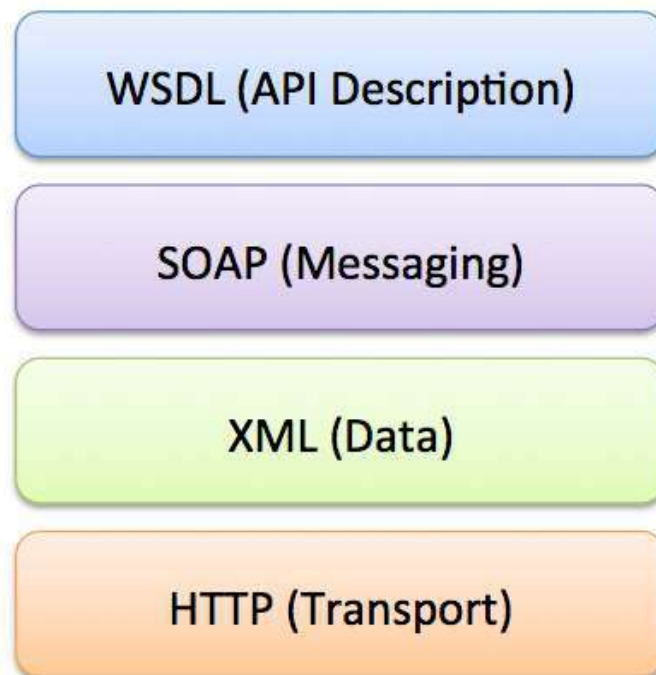 WSDL (API Description)
SOAP (Messaging)
XML (Data)
HTTP (Transport)